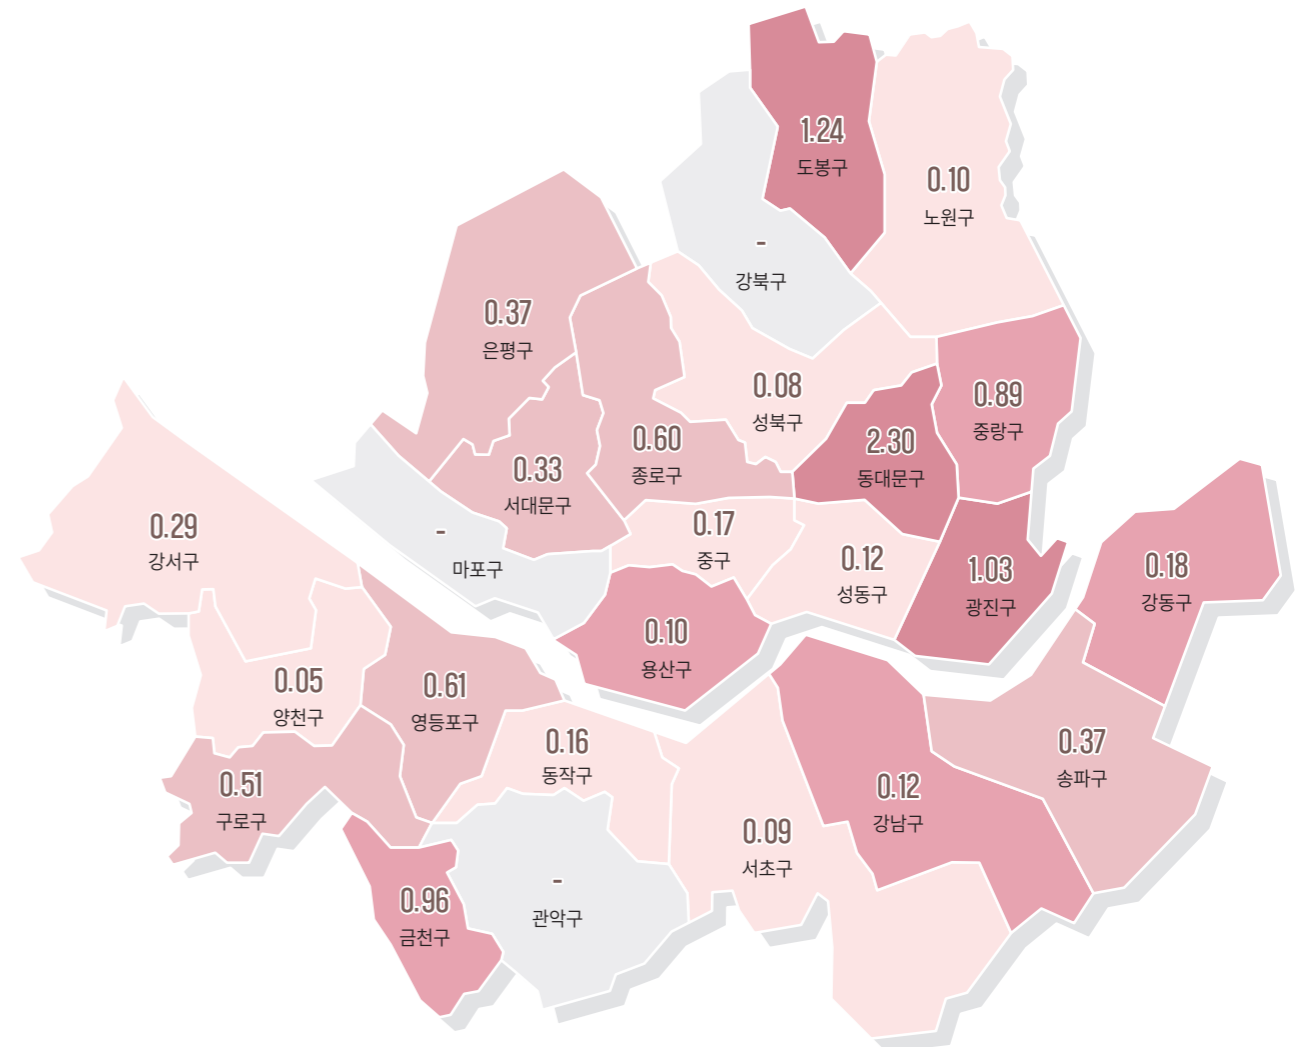 1.24
도봉구
0.10
노원구
-
강북구
0.37
은평구
0.08
성북구
0.89
중랑구
0.60
종로구
2.30
동대문구
0.33
서대문구
0.29
강서구
-
마포구
0.17
중구
0.12
성동구
1.03
광진구
0.18
강동구
0.10
용산구
0.05
양천구
0.61
영등포구
0.16
동작구
0.37
송파구
0.51
구로구
0.12
강남구
0.09
서초구
0.96
금천구
-
관악구